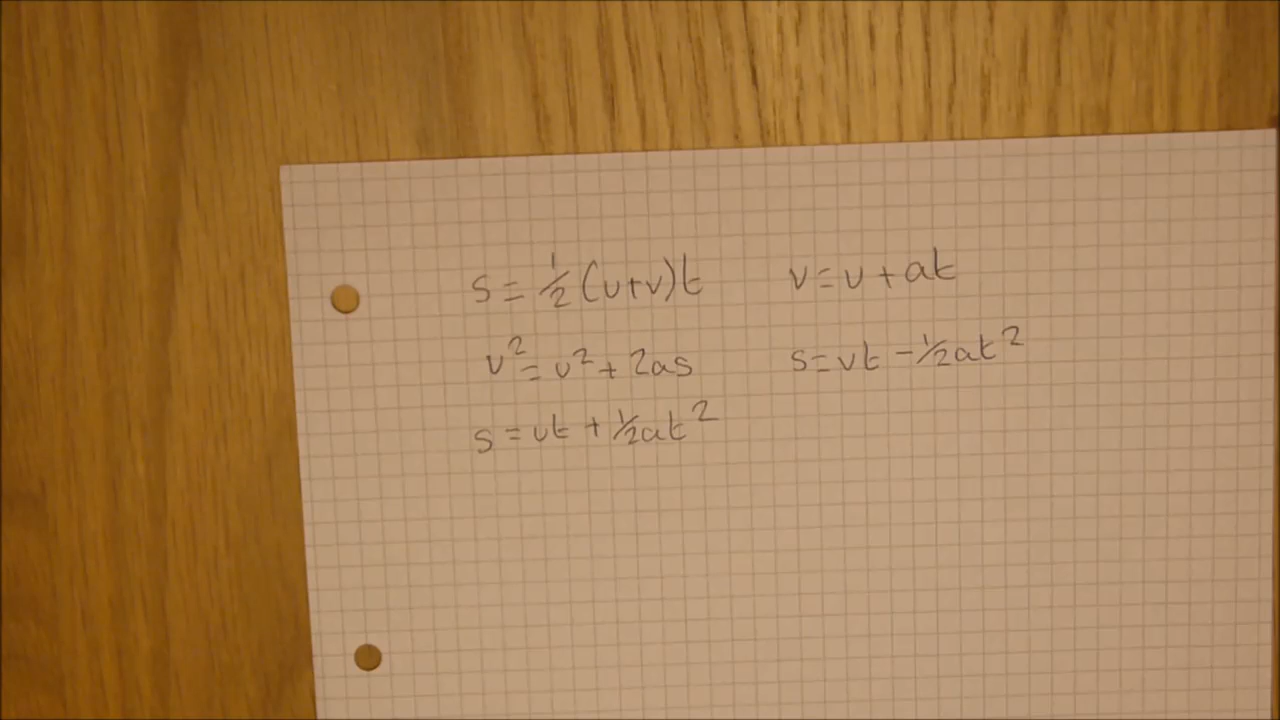 s = ½(u+v)t v = u + at
v² = u² + 2as s = vt - ½at²
s = ut + ½at²